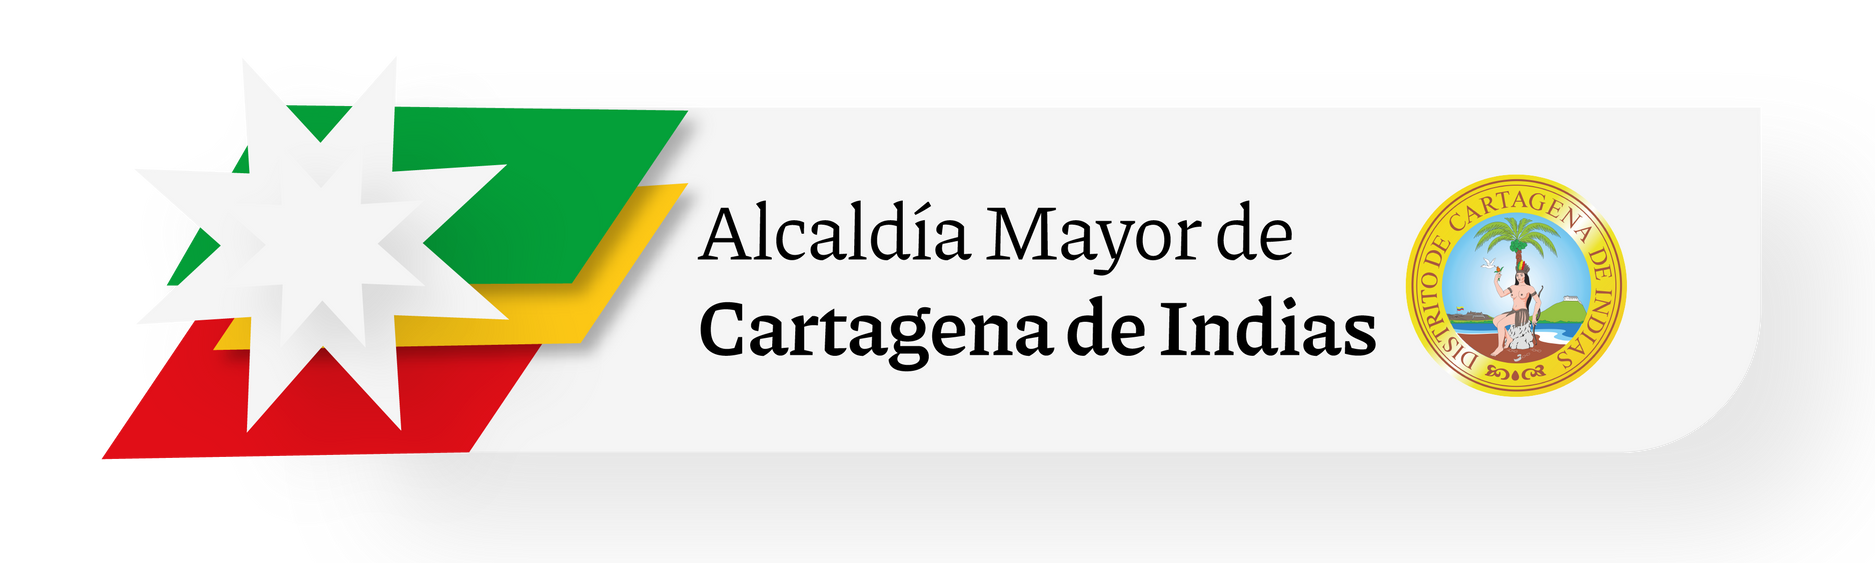 Alcaldía Mayor de
Cartagena de Indias
DISTRITO DE CARTAGENA DE INDIAS